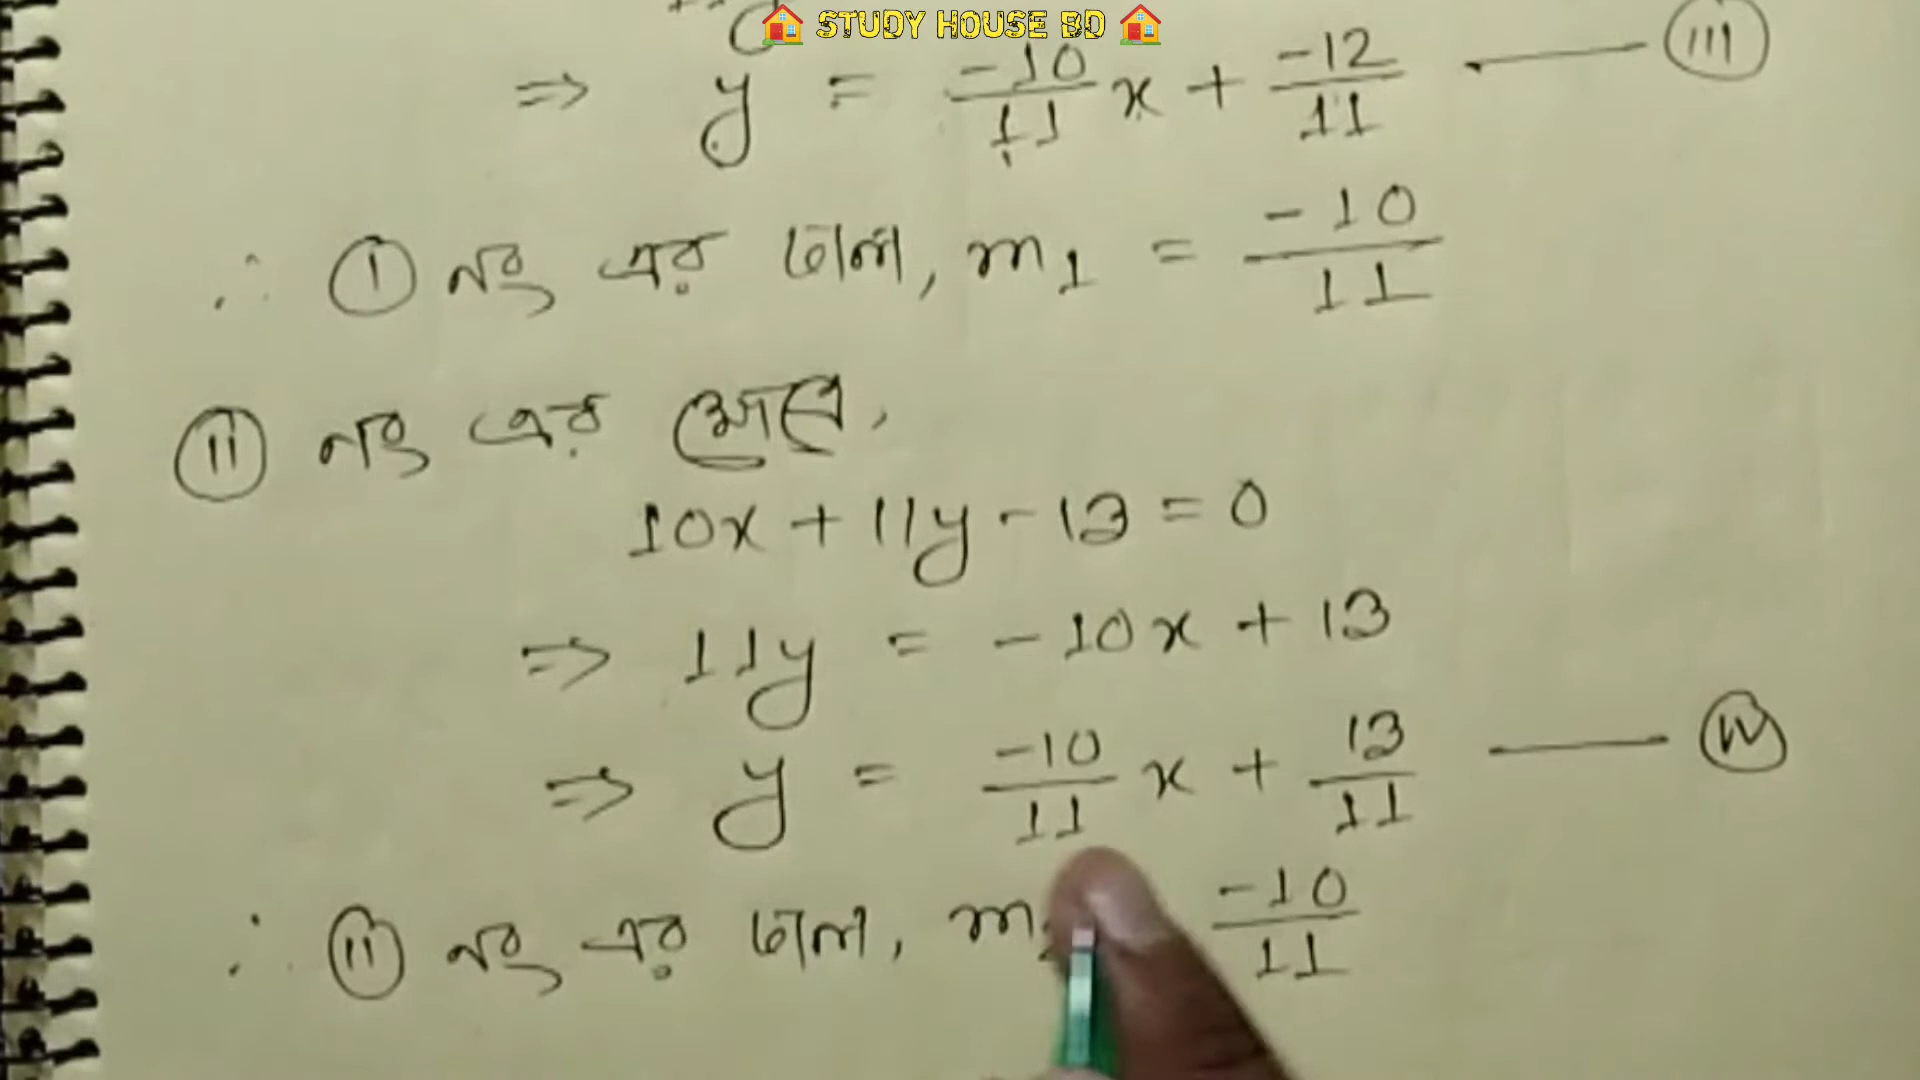 🏠 STUDY HOUSE BD 🏠
⇒ y = -10/11 x + -12/11 —— (iii)
∴ (i) নং এর ঢাল, m₁ = -10/11
(ii) নং এর ক্ষেত্রে,
10x + 11y - 13 = 0
⇒ 11y = -10x + 13
⇒ y = -10/11 x + 13/11 —— (iv)
∴ (ii) নং এর ঢাল, m -10/11